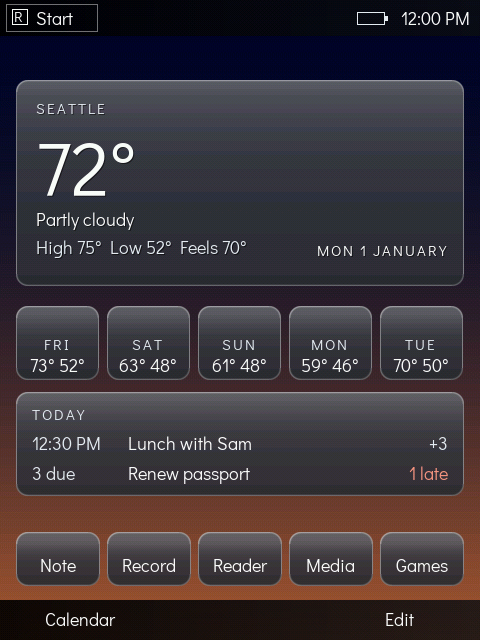 R Start 12:00 PM
SEATTLE
72°
Partly cloudy
High 75° Low 52° Feels 70° MON 1 JANUARY
FRI SAT SUN MON TUE
73° 52° 63° 48° 61° 48° 59° 46° 70° 50°
TODAY
12:30 PM Lunch with Sam +3
3 due Renew passport 1 late
Note Record Reader Media Games
Calendar Edit